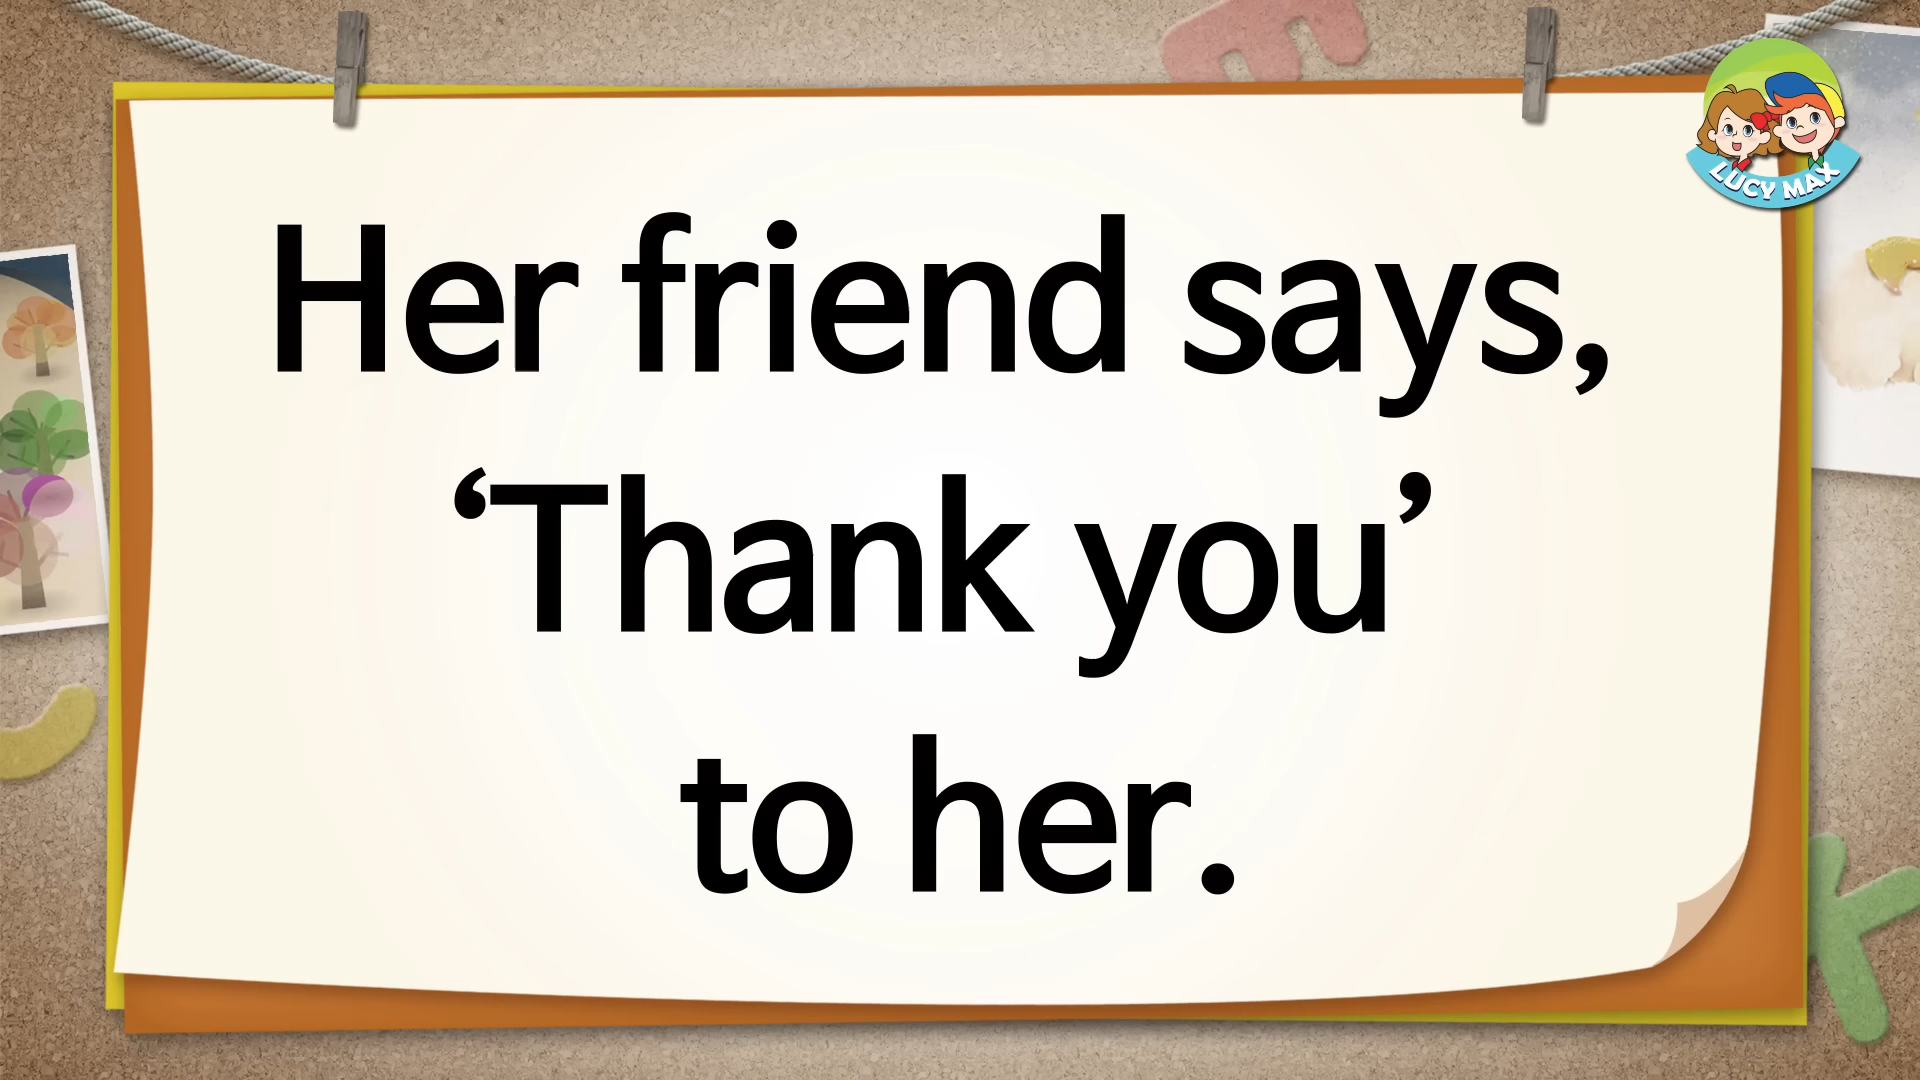 Her friend says,
‘Thank you’
to her.
LUCY MAX